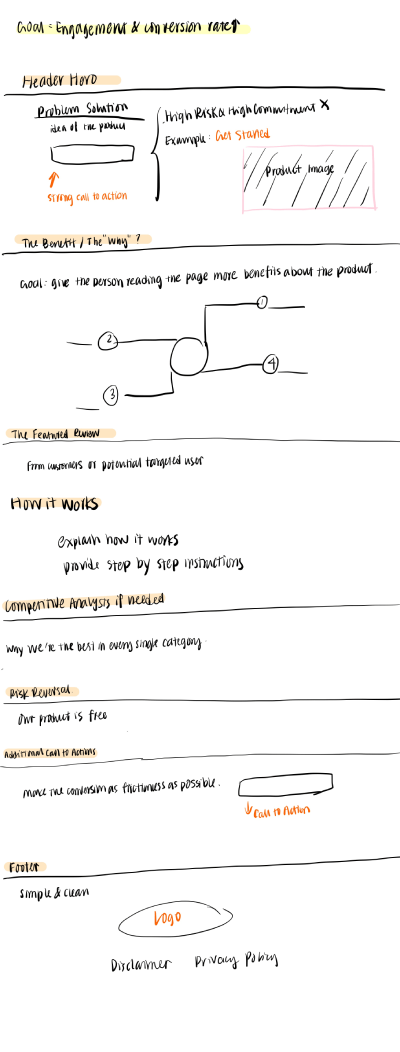 Goal: Engagement & conversion rate↑
Header Hero
Problem Solution
idea of the product
Strong call to action
High Risk & High Commitment X
Example: Get Started
Product Image
The Benefit / The "Why"?
Goal: give the person reading the page more benefits about the product.
1
2
3
4
The Featured Review
From customers or potential targeted user
How it works
explain how it works
provide step by step instructions
Competitive Analysis if needed
Why we're the best in every single category.
Risk Reversal
Our product is free
Additional Call to Actions
make the conversion as frictionless as possible.
Call to Action
Footer
Simple & clean
Logo
Disclaimer Privacy Policy